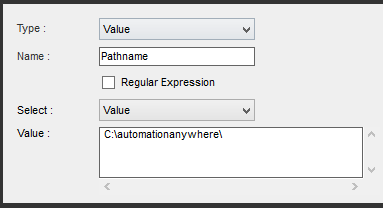 Type : Value
Name : Pathname
Regular Expression
Select : Value
Value : C:\automationanywhere\